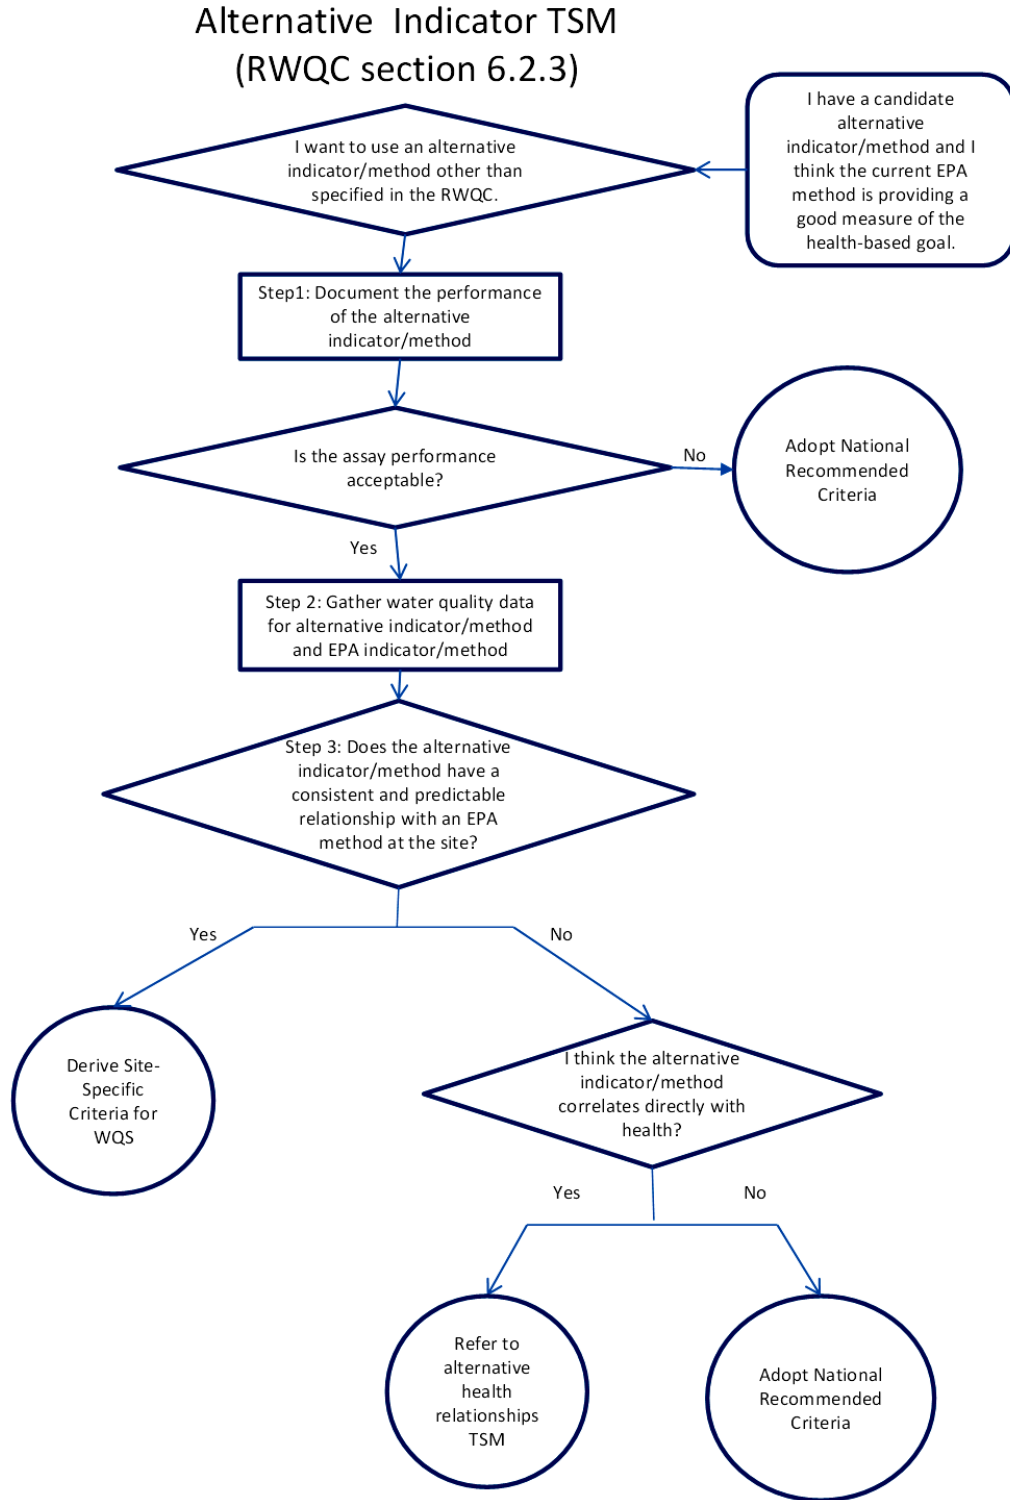 Alternative  Indicator TSM
(RWQC section 6.2.3)
I want to use an alternative
indicator/method other than
specified in the RWQC.
I have a candidate
alternative
indicator/method and I
think the current EPA
method is providing a
good measure of the
health-based goal.
Step1: Document the performance
of the alternative
indicator/method
Is the assay performance
acceptable?
No
Adopt National
Recommended
Criteria
Yes
Step 2: Gather water quality data
for alternative indicator/method
and EPA indicator/method
Step 3: Does the alternative
indicator/method have a
consistent and predictable
relationship with an EPA
method at the site?
Yes
No
Derive Site-
Specific
Criteria for
WQS
I think the alternative
indicator/method
correlates directly with
health?
Yes
No
Refer to
alternative
health
relationships
TSM
Adopt National
Recommended
Criteria